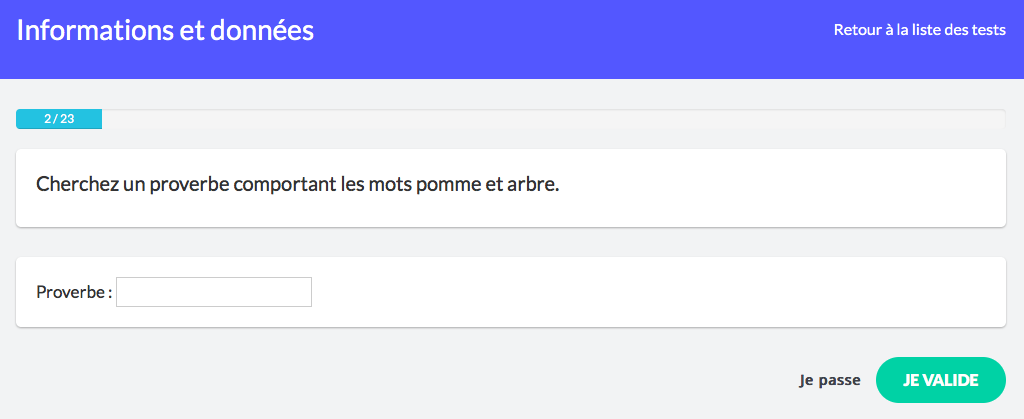 Informations et données
Retour à la liste des tests
2 / 23
Cherchez un proverbe comportant les mots pomme et arbre.
Proverbe :
Je passe
JE VALIDE